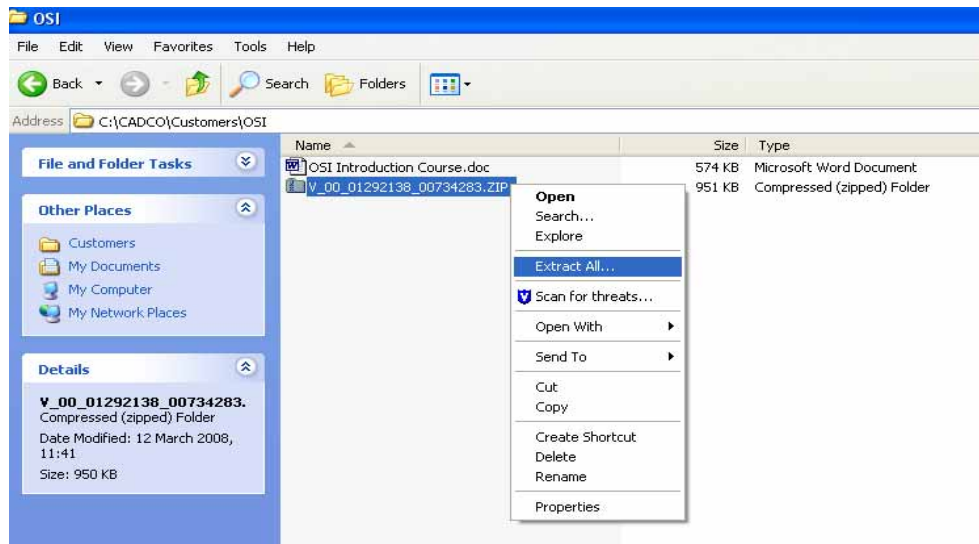 OSI
File Edit View Favorites Tools Help
Back Search Folders
Address C:\CADCO\Customers\OSI
Name Size Type
File and Folder Tasks
OSI Introduction Course.doc 574 KB Microsoft Word Document
V_00_01292138_00734283.ZIP 951 KB Compressed (zipped) Folder
Other Places
Customers
My Documents
My Computer
My Network Places
Details
V_00_01292138_00734283.
Compressed (zipped) Folder
Date Modified: 12 March 2008,
11:41
Size: 950 KB
Open
Search...
Explore
Extract All...
Scan for threats...
Open With
Send To
Cut
Copy
Create Shortcut
Delete
Rename
Properties